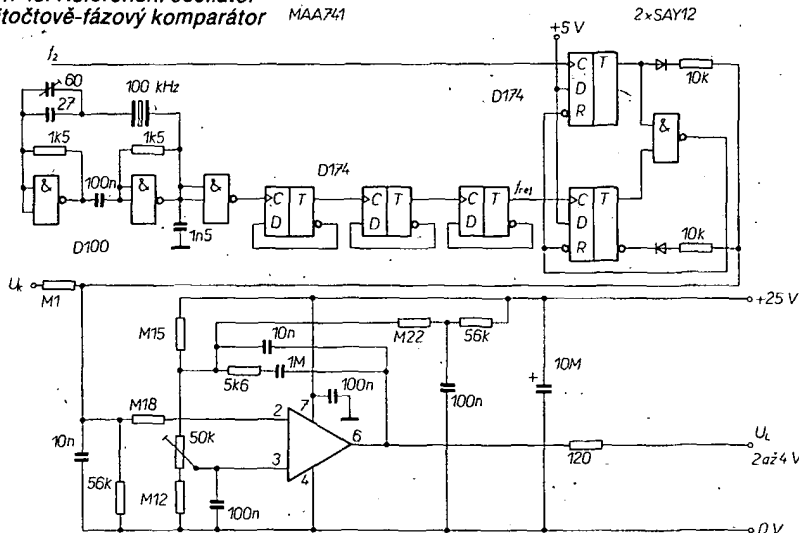 itočtově-fázový komparátor
MAA741
2×SAY12
+5 V
f2
60
100 kHz
27
1k5
1k5
100n
&
&
&
D100
1n5
D174
D174
C T
D
C T
D
C T
D
fref
C T
D
R
C T
D
R
&
10k
10k
Uk
M1
+25 V
M15
10n
M22
56k
5k6
1M
100n
10M
+
100n
M18
7
2
6
50k
3
4
10n
56k
M12
100n
120
UL
2 až 4 V
0 V